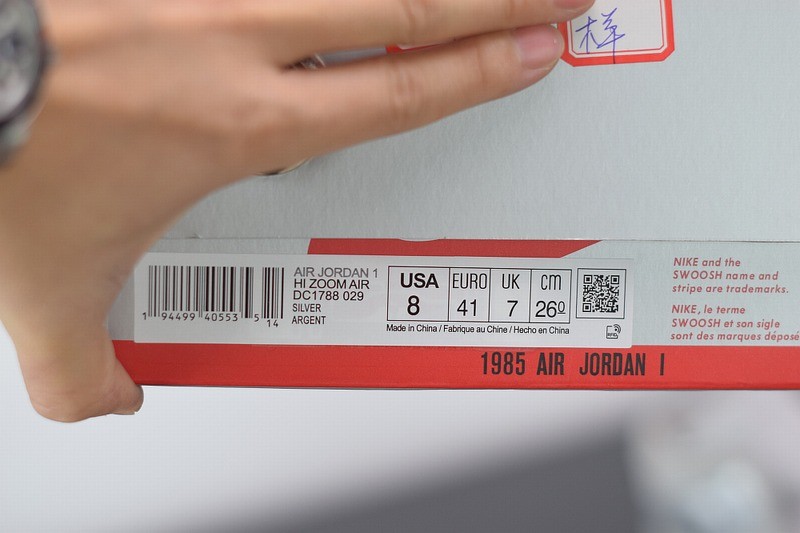 样
AIR JORDAN 1
HI ZOOM AIR
DC1788 029
SILVER
ARGENT
1 94499 40553 5 14
USA EURO UK cm
8 41 7 26º
Made in China / Fabrique au Chine / Hecho en China
NIKE and the
SWOOSH name and
stripe are trademarks.
NIKE, le terme
SWOOSH et son sigle
sont des marques déposé
1985 AIR JORDAN I